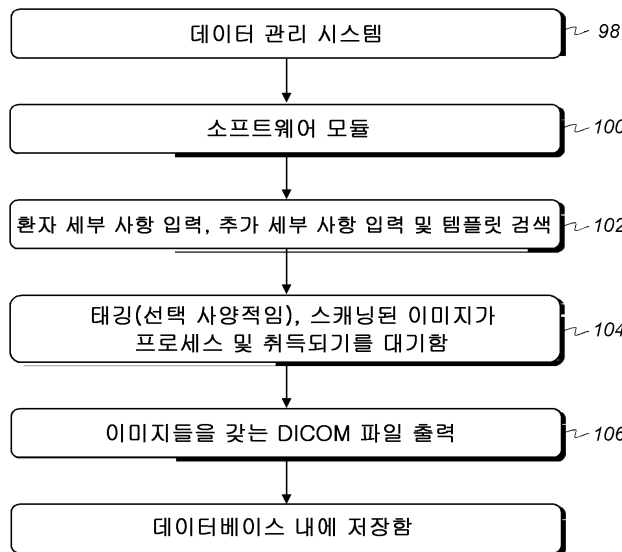 데이터 관리 시스템
98
소프트웨어 모듈
100
환자 세부 사항 입력, 추가 세부 사항 입력 및 템플릿 검색
102
태깅(선택 사양적임), 스캐닝된 이미지가
프로세스 및 취득되기를 대기함
104
이미지들을 갖는 DICOM 파일 출력
106
데이터베이스 내에 저장함